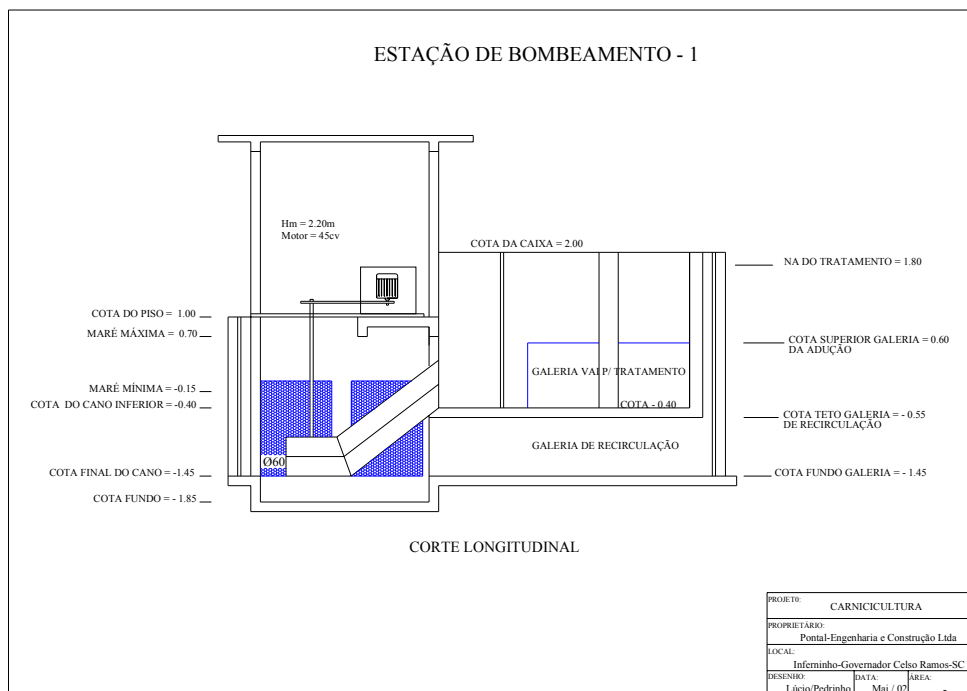 ESTAÇÃO DE BOMBEAMENTO - 1
Hm = 2.20m
Motor = 45cv
COTA DA CAIXA = 2.00
NA DO TRATAMENTO = 1.80
COTA DO PISO = 1.00
MARÉ MÁXIMA = 0.70
COTA SUPERIOR GALERIA = 0.60
DA ADUÇÃO
GALERIA VAI P/ TRATAMENTO
MARÉ MÍNIMA = -0.15
COTA DO CANO INFERIOR = -0.40
COTA - 0.40
COTA TETO GALERIA = - 0.55
DE RECIRCULAÇÃO
GALERIA DE RECIRCULAÇÃO
Ø60
COTA FINAL DO CANO = -1.45
COTA FUNDO GALERIA = - 1.45
COTA FUNDO = - 1.85
CORTE LONGITUDINAL
PROJETO:
CARNICICULTURA
PROPRIETÁRIO:
Pontal-Engenharia e Construção Ltda
LOCAL:
Inferninho-Governador Celso Ramos-SC
DESENHO: DATA: ÁREA:
Lúcio/Pedrinho Mai / 02 -